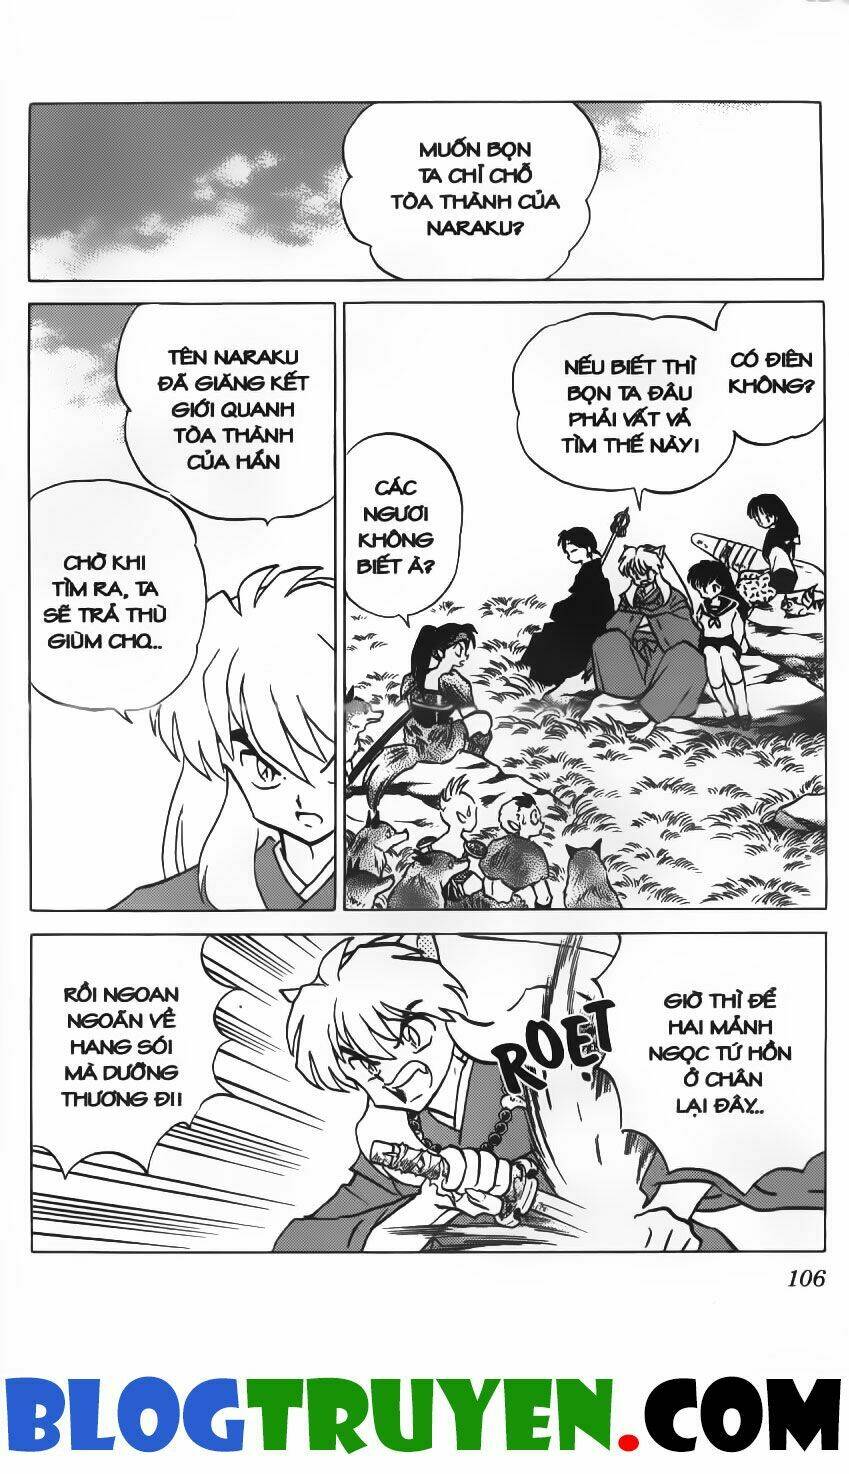 MUỐN BỌN
TA CHỈ CHỖ
TÒA THÀNH CỦA
NARAKU?
CÓ ĐIÊN
KHÔNG?
NẾU BIẾT THÌ
BỌN TA ĐÂU
PHẢI VẤT VẢ
TÌM THẾ NÀY!
CÁC
NGƯƠI
KHÔNG
BIẾT À?
TÊN NARAKU
ĐÃ GIĂNG KẾT
GIỚI QUANH
TÒA THÀNH
CỦA HẮN
CHỜ KHI
TÌM RA, TA
SẼ TRẢ THÙ
GIÙM CHO...
GIỜ THÌ ĐỂ
HAI MẢNH
NGỌC TỨ HỒN
Ở CHÂN
LẠI ĐÂY...
ROẸT
RỒI NGOAN
NGOÃN VỀ
HANG SÓI
MÀ DƯỠNG
THƯƠNG ĐI!
106
BLOGTRUYEN.COM